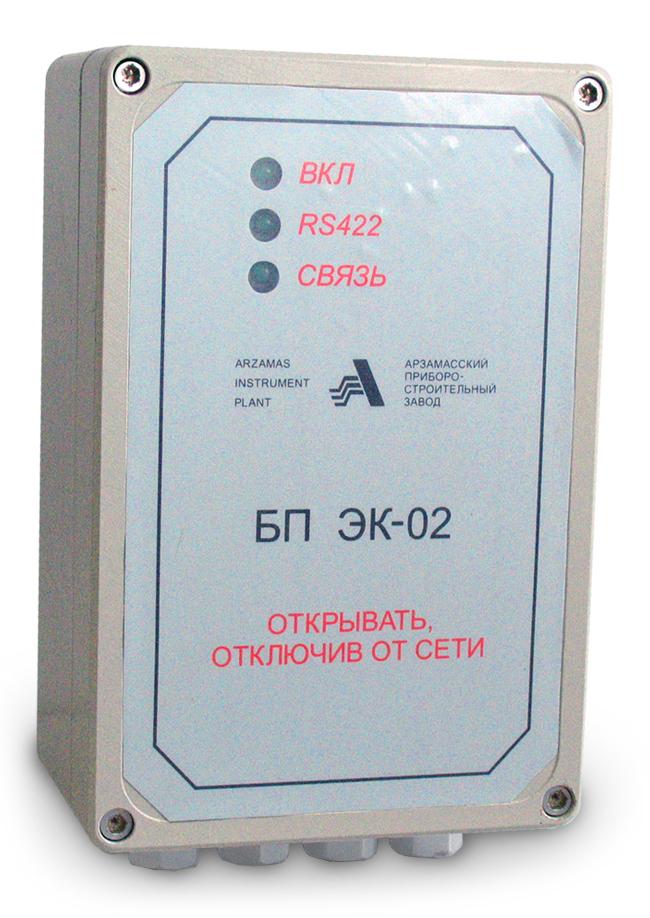 ВКЛ
RS422
СВЯЗЬ
ARZAMAS
INSTRUMENT
PLANT
АРЗАМАССКИЙ
ПРИБОРО-
СТРОИТЕЛЬНЫЙ
ЗАВОД
БП ЭК-02
ОТКРЫВАТЬ,
ОТКЛЮЧИВ ОТ СЕТИ